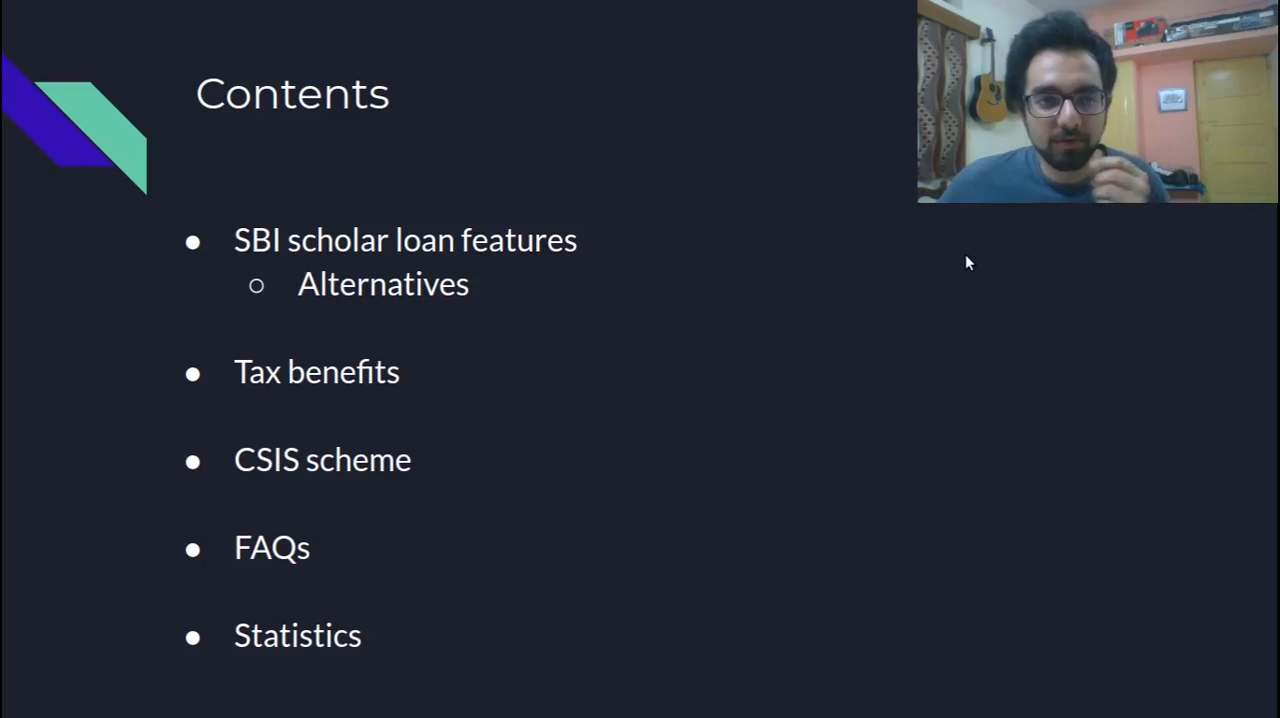 Contents
SBI scholar loan features
Alternatives
Tax benefits
CSIS scheme
FAQs
Statistics